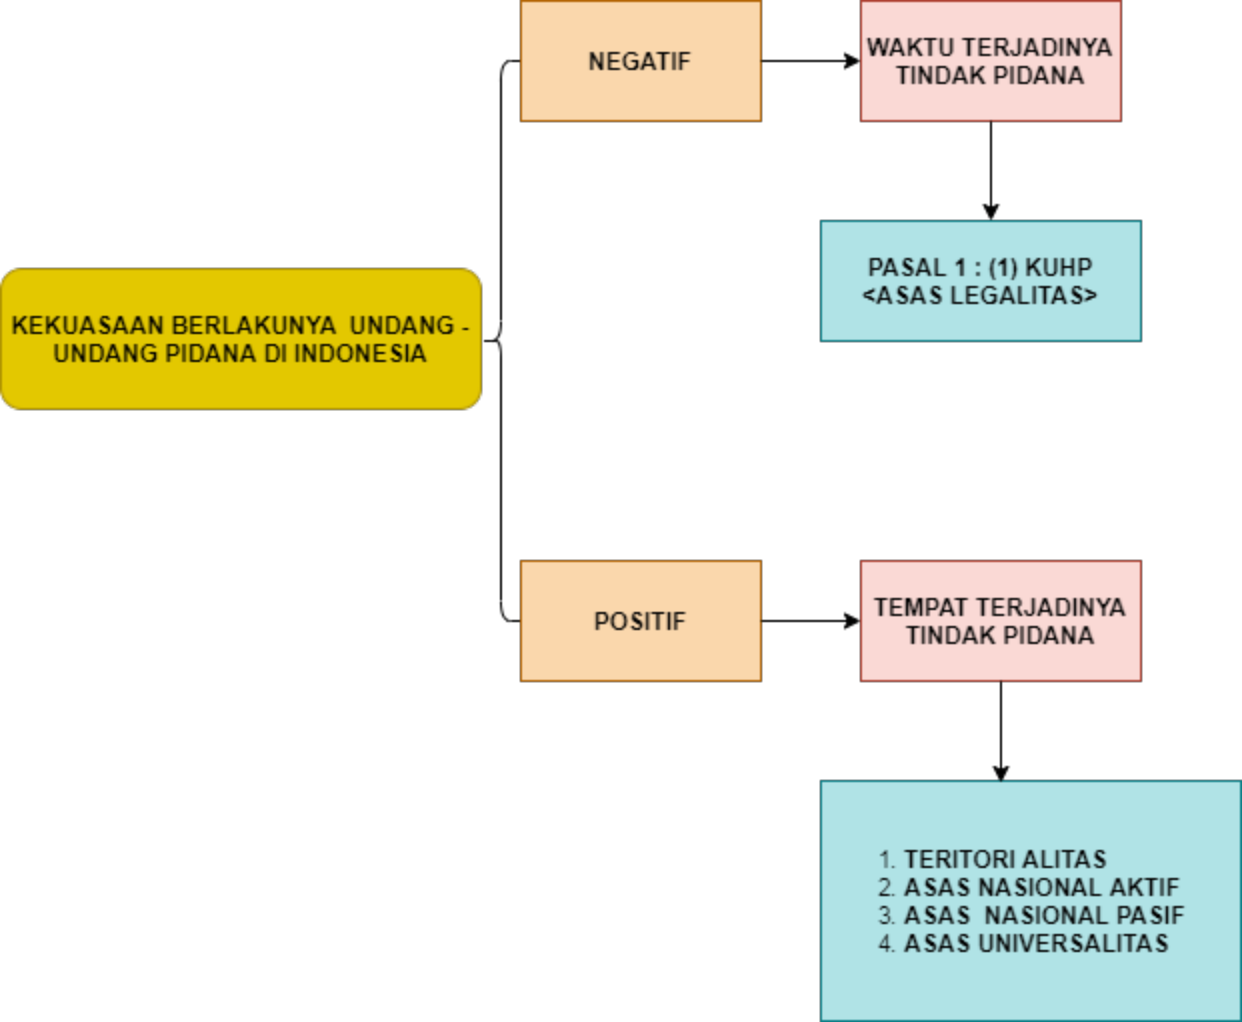 NEGATIF
WAKTU TERJADINYA
TINDAK PIDANA
PASAL 1 : (1) KUHP
<ASAS LEGALITAS>
KEKUASAAN BERLAKUNYA  UNDANG -
UNDANG PIDANA DI INDONESIA
POSITIF
TEMPAT TERJADINYA
TINDAK PIDANA
1. TERITORI ALITAS
2. ASAS NASIONAL AKTIF
3. ASAS  NASIONAL PASIF
4. ASAS UNIVERSALITAS